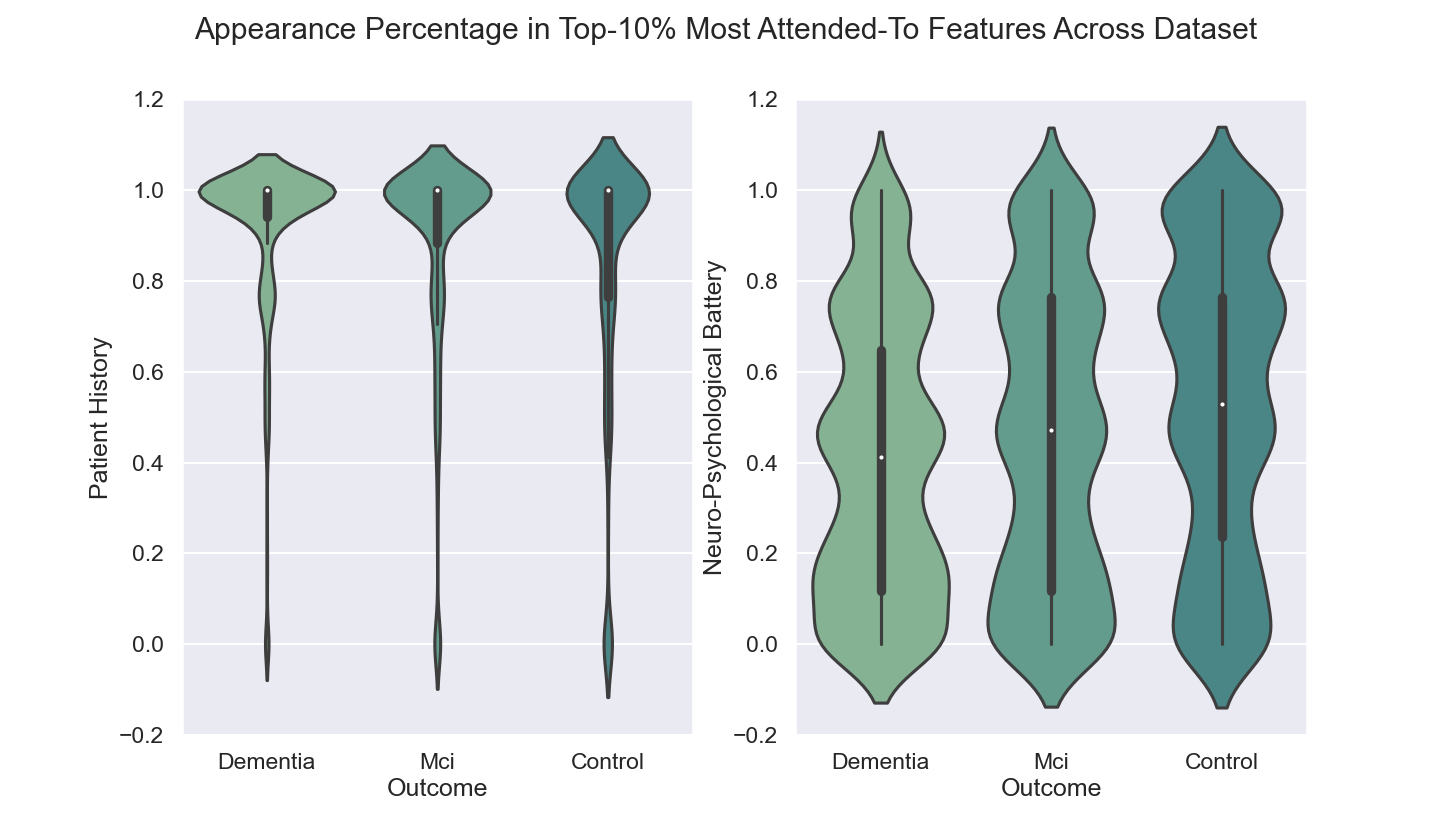 Appearance Percentage in Top-10% Most Attended-To Features Across Dataset
Patient History
1.2
1.0
0.8
0.6
0.4
0.2
0.0
−0.2
Dementia Mci Control
Outcome
Neuro-Psychological Battery
1.2
1.0
0.8
0.6
0.4
0.2
0.0
−0.2
Dementia Mci Control
Outcome